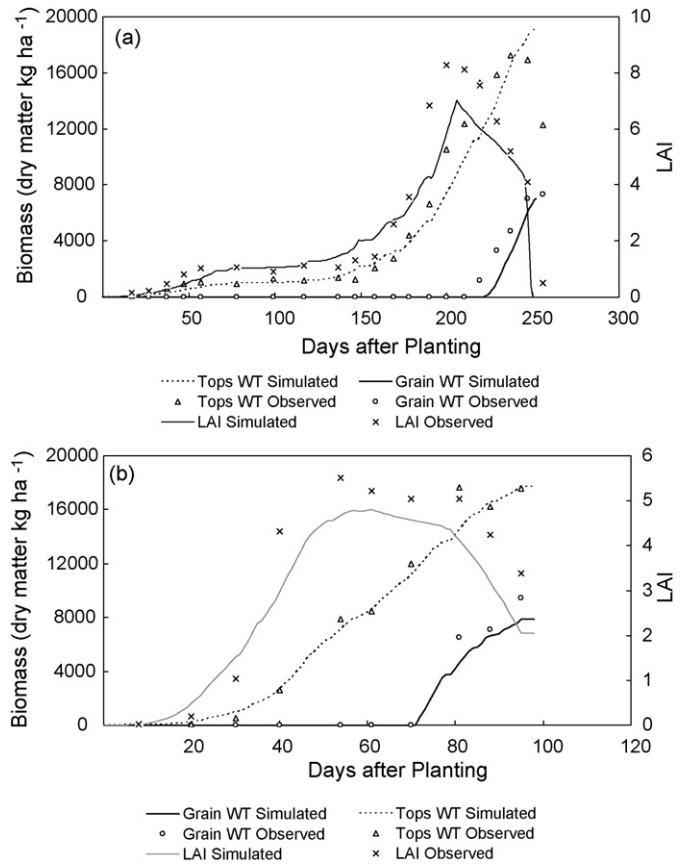 (a)
20000
16000
12000
8000
4000
0
Biomass (dry matter kg ha⁻¹)
10
8
6
4
2
0
LAI
50 100 150 200 250 300
Days after Planting
Tops WT Simulated Grain WT Simulated
Tops WT Observed Grain WT Observed
LAI Simulated LAI Observed
(b)
20000
16000
12000
8000
4000
0
Biomass (dry matter kg ha⁻¹)
6
5
4
3
2
1
0
LAI
20 40 60 80 100 120
Days after Planting
Grain WT Simulated Tops WT Simulated
Grain WT Observed Tops WT Observed
LAI Simulated LAI Observed